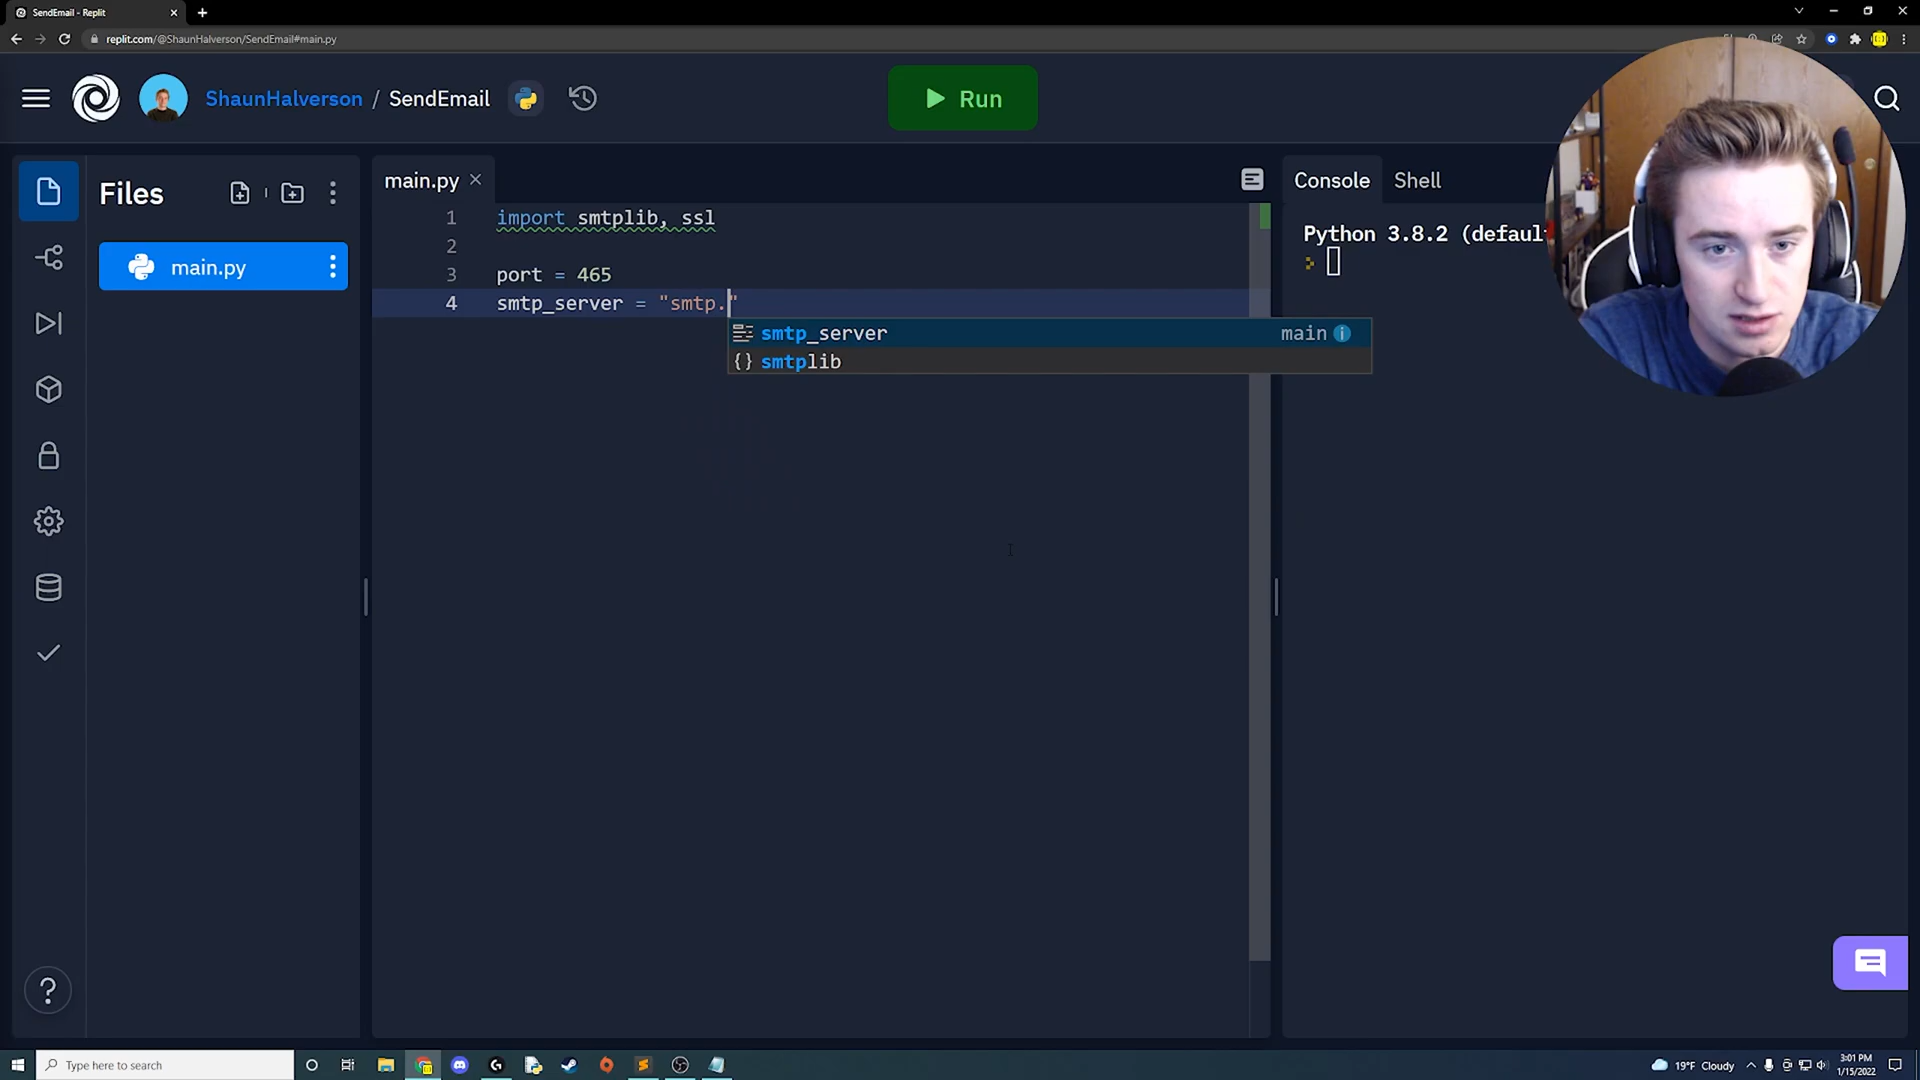 SendEmail - Replit
replit.com/@ShaunHalverson/SendEmail#main.py
ShaunHalverson / SendEmail
Run
Files
main.py
main.py
1 import smtplib, ssl
2
3 port = 465
4 smtp_server = "smtp."
smtp_server main
smtplib
Console
Shell
Python 3.8.2 (default
Type here to search
19°F Cloudy
3:01 PM
1/15/2022